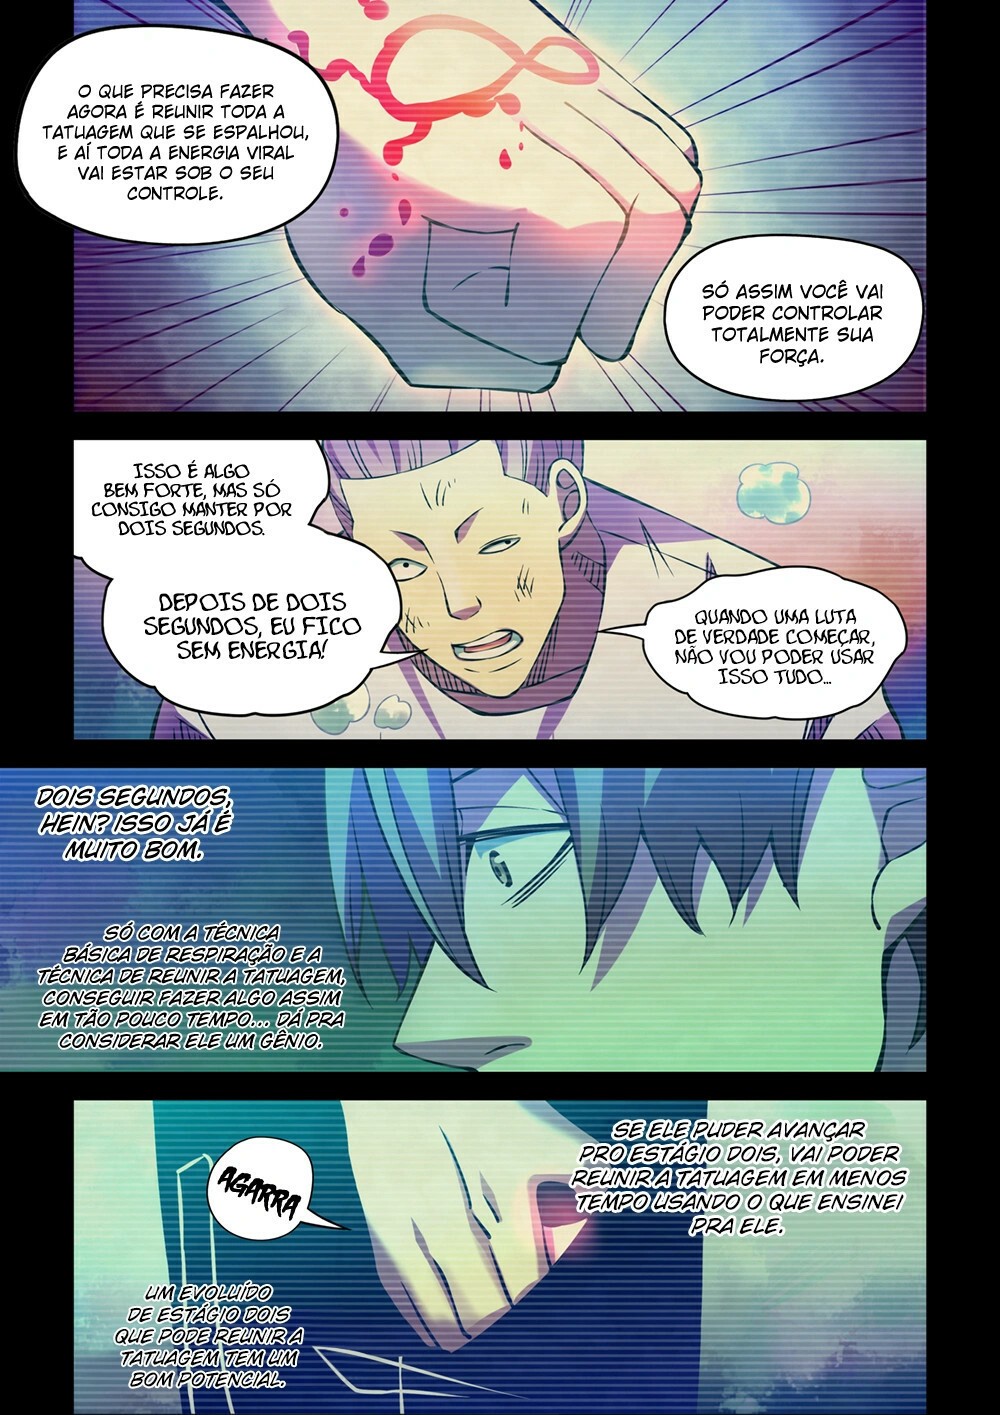 O QUE PRECISA FAZER
AGORA É REUNIR TODA A
TATUAGEM QUE SE ESPALHOU,
E AÍ TODA A ENERGIA VIRAL
VAI ESTAR SOB O SEU
CONTROLE.
SÓ ASSIM VOCÊ VAI
PODER CONTROLAR
TOTALMENTE SUA
FORÇA.
ISSO É ALGO
BEM FORTE, MAS SÓ
CONSIGO MANTER POR
DOIS SEGUNDOS.
DEPOIS DE DOIS
SEGUNDOS, EU FICO
SEM ENERGIA!
QUANDO UMA LUTA
DE VERDADE COMEÇAR,
NÃO VOU PODER USAR
ISSO TUDO...
DOIS SEGUNDOS,
HEIN? ISSO JÁ É
MUITO BOM.
SÓ COM A TÉCNICA
BÁSICA DE RESPIRAÇÃO E A
TÉCNICA DE REUNIR A TATUAGEM,
CONSEGUIR FAZER ALGO ASSIM
EM TÃO POUCO TEMPO... DÁ PRA
CONSIDERAR ELE UM GÊNIO.
SE ELE PUDER AVANÇAR
PRO ESTÁGIO DOIS, VAI PODER
REUNIR A TATUAGEM EM MENOS
TEMPO USANDO O QUE ENSINEI
PRA ELE.
AGARRA
UM EVOLUÍDO
DE ESTÁGIO DOIS
QUE PODE REUNIR A
TATUAGEM TEM UM
BOM POTENCIAL.